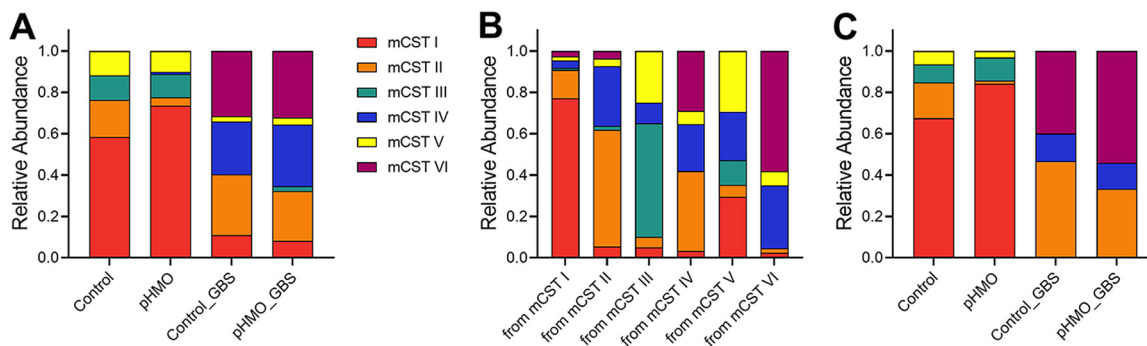 A
Relative Abundance
1.0
0.8
0.6
0.4
0.2
0.0
Control
pHMO
Control_GBS
pHMO_GBS
mCST I
mCST II
mCST III
mCST IV
mCST V
mCST VI
B
Relative Abundance
1.0
0.8
0.6
0.4
0.2
0.0
from mCST I
from mCST II
from mCST III
from mCST IV
from mCST V
from mCST VI
C
Relative Abundance
1.0
0.8
0.6
0.4
0.2
0.0
Control
pHMO
Control_GBS
pHMO_GBS